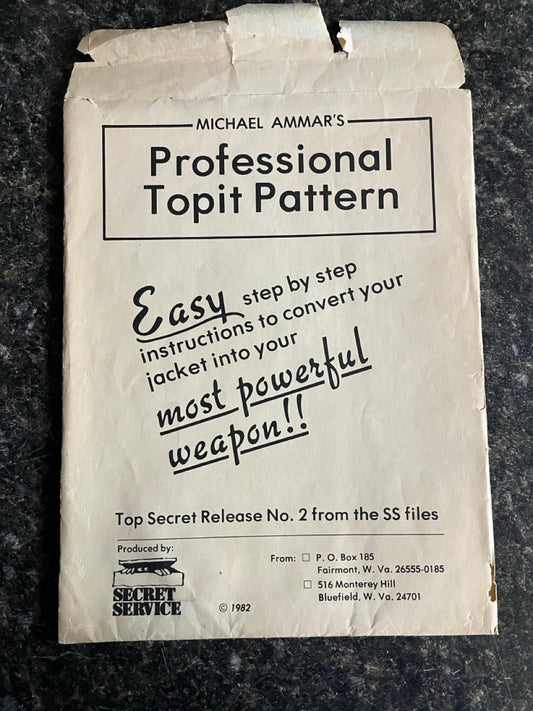 MICHAEL AMMAR'S
Professional
Topit Pattern
Easy step by step
instructions to convert your
jacket into your
most powerful
weapon!!
Top Secret Release No. 2 from the SS files
Produced by:
SECRET
SERVICE
© 1982
From: ☐ P. O. Box 185
Fairmont, W. Va. 26555-0185
☐ 516 Monterey Hill
Bluefield, W. Va. 24701